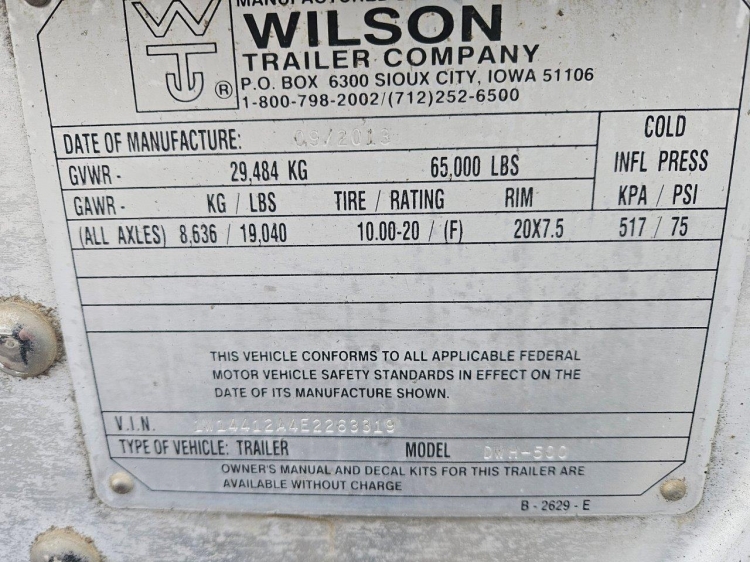 WILSON
TRAILER COMPANY
P.O. BOX 6300 SIOUX CITY, IOWA 51106
® 1-800-798-2002/(712)252-6500
DATE OF MANUFACTURE:
COLD
GVWR - 29,484 KG 65,000 LBS INFL PRESS
GAWR - KG / LBS TIRE / RATING RIM KPA / PSI
(ALL AXLES) 8,636 / 19,040 10.00-20 / (F) 20X7.5 517 / 75
THIS VEHICLE CONFORMS TO ALL APPLICABLE FEDERAL
MOTOR VEHICLE SAFETY STANDARDS IN EFFECT ON THE
DATE OF ITS MANUFACTURE SHOWN.
V.I.N.
TYPE OF VEHICLE: TRAILER MODEL
OWNER'S MANUAL AND DECAL KITS FOR THIS TRAILER ARE
AVAILABLE WITHOUT CHARGE
B - 2629 - E